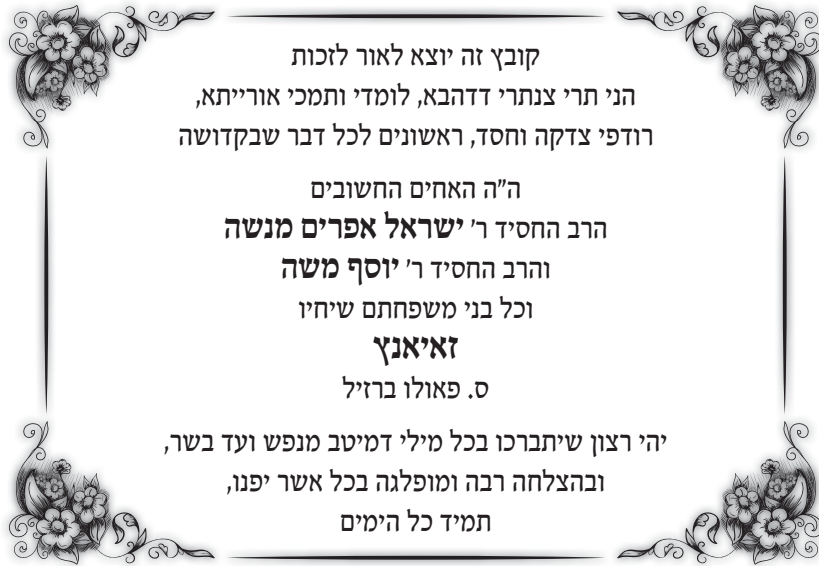 קובץ זה יוצא לאור לזכות
הני תרי צנתרי דדהבא, לומדי ותמכי אורייתא,
רודפי צדקה וחסד, ראשונים לכל דבר שבקדושה
ה"ה האחים החשובים
הרב החסיד ר' ישראל אפרים מנשה
והרב החסיד ר' יוסף משה
וכל בני משפחתם שיחיו
זאיאנץ
ס. פאולו ברזיל
יהי רצון שיתברכו בכל מילי דמיטב מנפש ועד בשר,
ובהצלחה רבה ומופלגה בכל אשר יפנו,
תמיד כל הימים